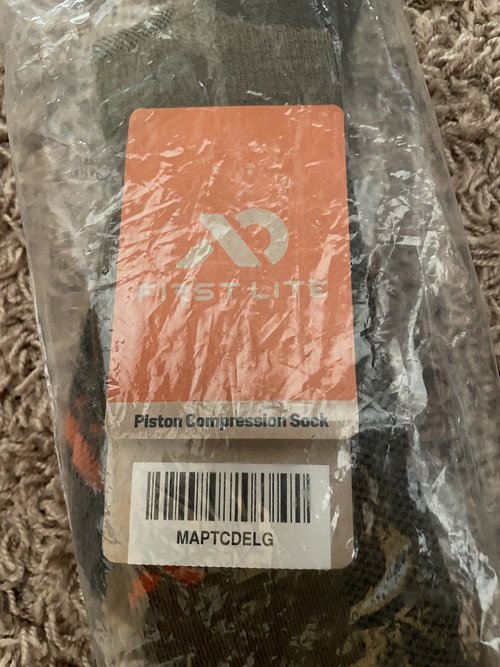 FIRST LITE
Piston Compression Sock
MAPTCDELG